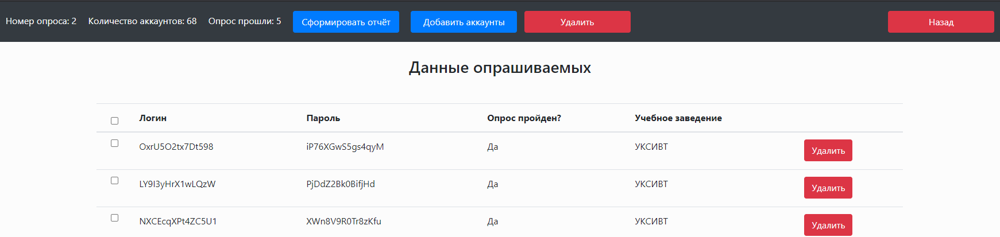 Номер опроса: 2 Количество аккаунтов: 68 Опрос прошли: 5 Сформировать отчёт Добавить аккаунты Удалить Назад
Данные опрашиваемых
Логин Пароль Опрос пройден? Учебное заведение
OxrU5O2tx7Dt598 iP76XGwS5gs4qyM Да УКСИВТ Удалить
LY9I3yHrX1wLQzW PjDdZ2Bk0BifjHd Да УКСИВТ Удалить
NXCEcqXPt4ZC5U1 XWn8V9R0Tr8zKfu Да УКСИВТ Удалить